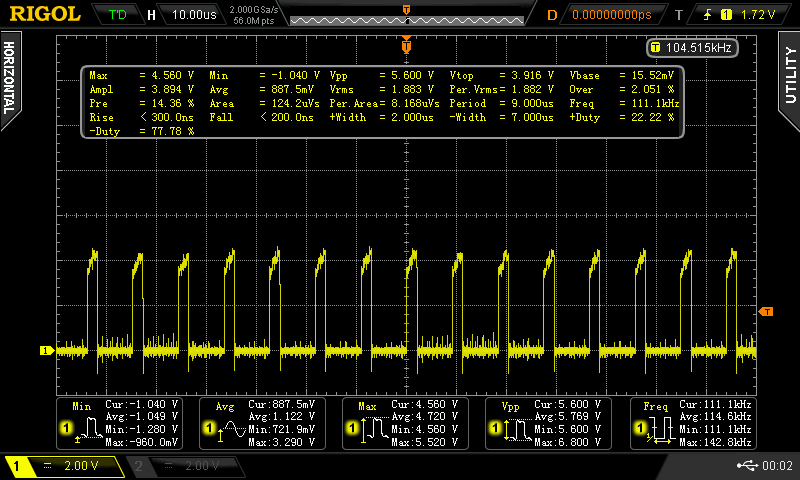 RIGOL T'D H 10.00us 2.000GSa/s 56.0M pts D 0.00000000ps T 1 1.72 V
HORIZONTAL
UTILITY
T 104.515kHz
Max = 4.560 V Min = -1.040 V Vpp = 5.600 V Vtop = 3.916 V Vbase = 15.52mV
Ampl = 3.894 V Avg = 887.5mV Vrms = 1.883 V Per.Vrms= 1.882 V Over = 2.051 %
Pre = 14.36 % Area = 124.2uVs Per.Area= 8.168uVs Period = 9.000us Freq = 111.1kHz
Rise < 300.0ns Fall < 200.0ns +Width = 2.000us -Width = 7.000us +Duty = 22.22 %
-Duty = 77.78 %
T
T
1
Min Cur:-1.040 V
Avg:-1.049 V
1 Min:-1.280 V
Max:-960.0mV
Avg Cur:887.5mV
Avg:1.122 V
1 Min:721.9mV
Max:3.290 V
Max Cur:4.560 V
Avg:4.720 V
1 Min:4.560 V
Max:5.520 V
Vpp Cur:5.600 V
Avg:5.769 V
1 Min:5.600 V
Max:6.800 V
Freq Cur:111.1kHz
Avg:114.6kHz
1 Min:111.1kHz
Max:142.8kHz
1 2.00 V 2 2.00 V 00:02